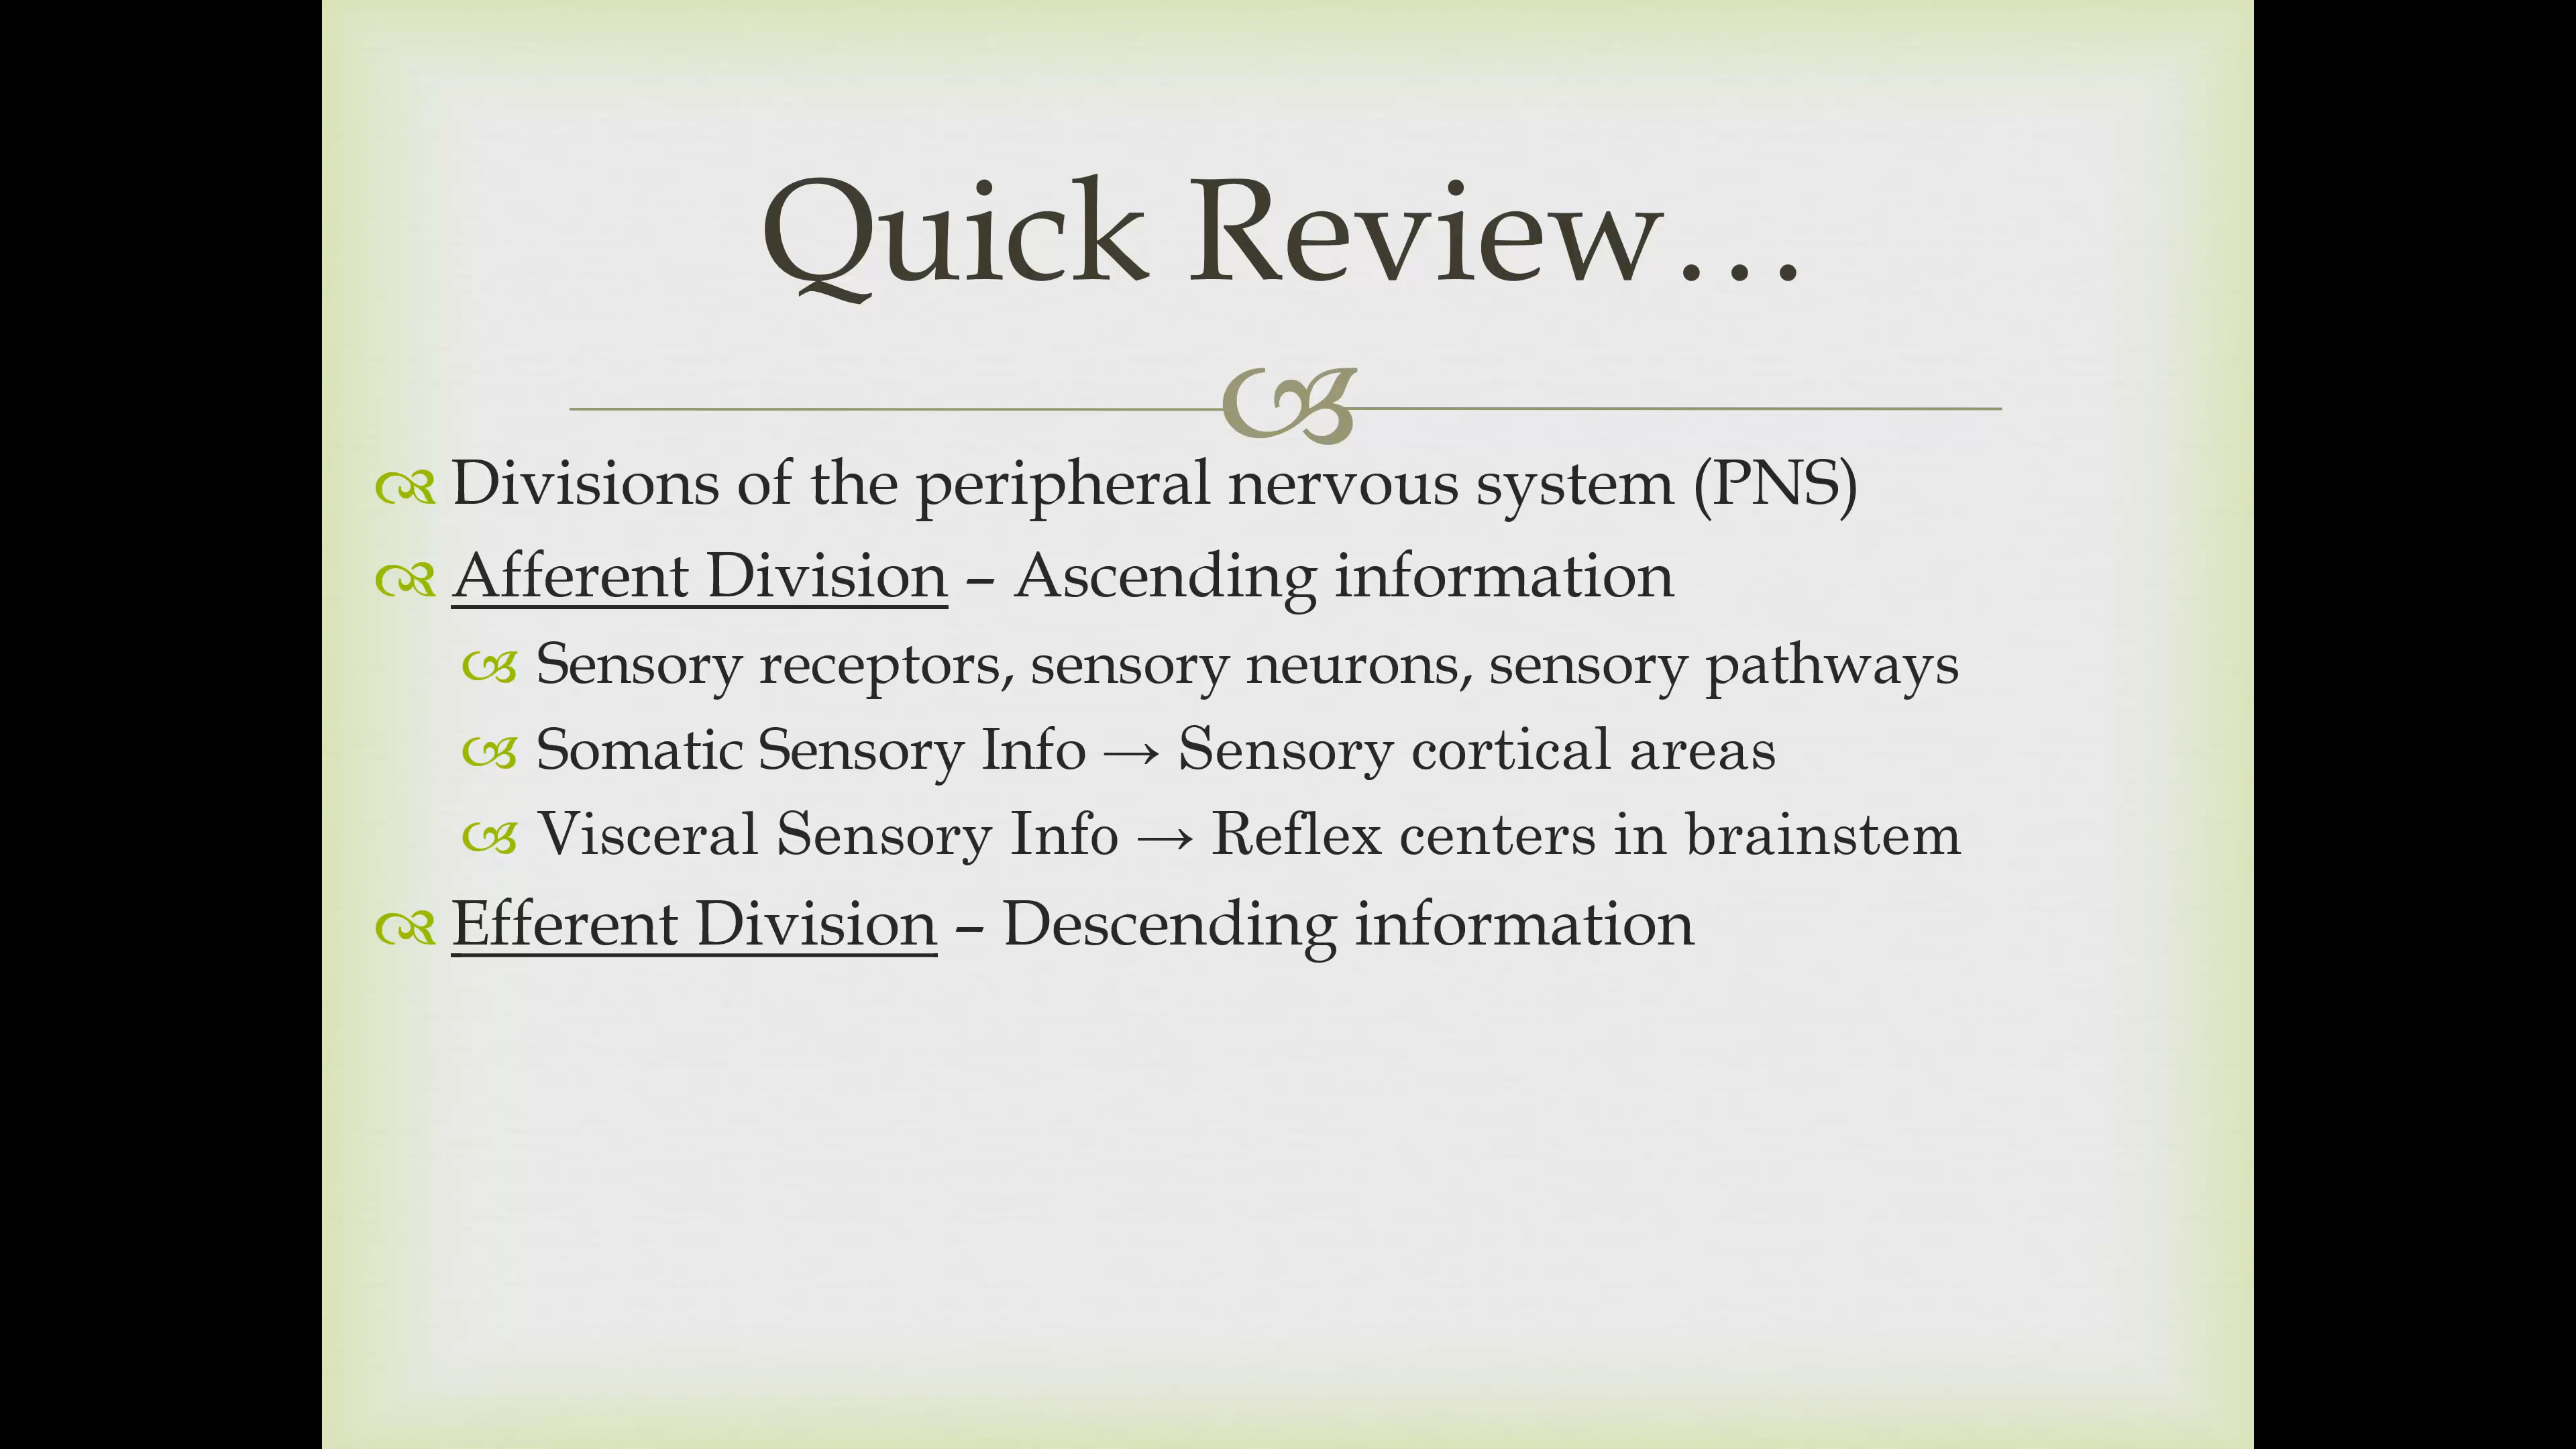 Quick Review…
Divisions of the peripheral nervous system (PNS)
Afferent Division – Ascending information
Sensory receptors, sensory neurons, sensory pathways
Somatic Sensory Info → Sensory cortical areas
Visceral Sensory Info → Reflex centers in brainstem
Efferent Division – Descending information